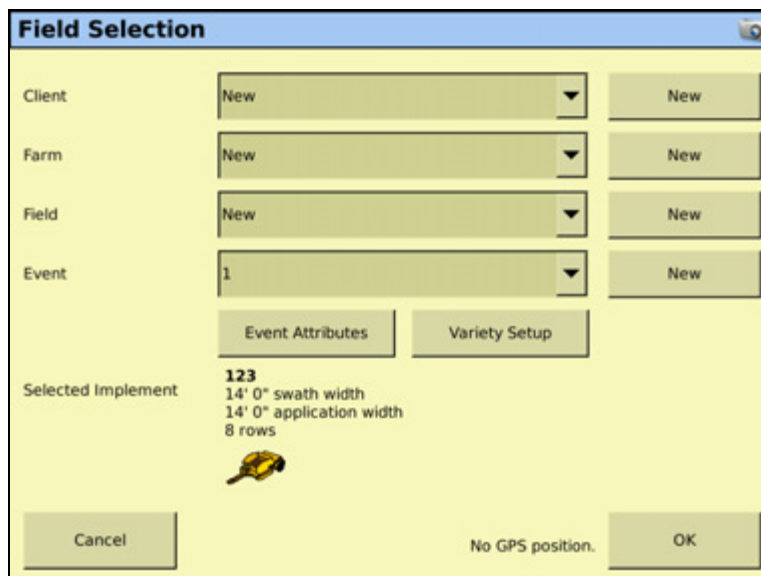 Field Selection
Client New New
Farm New New
Field New New
Event 1 New
Event Attributes Variety Setup
Selected Implement
123
14' 0" swath width
14' 0" application width
8 rows
Cancel No GPS position. OK